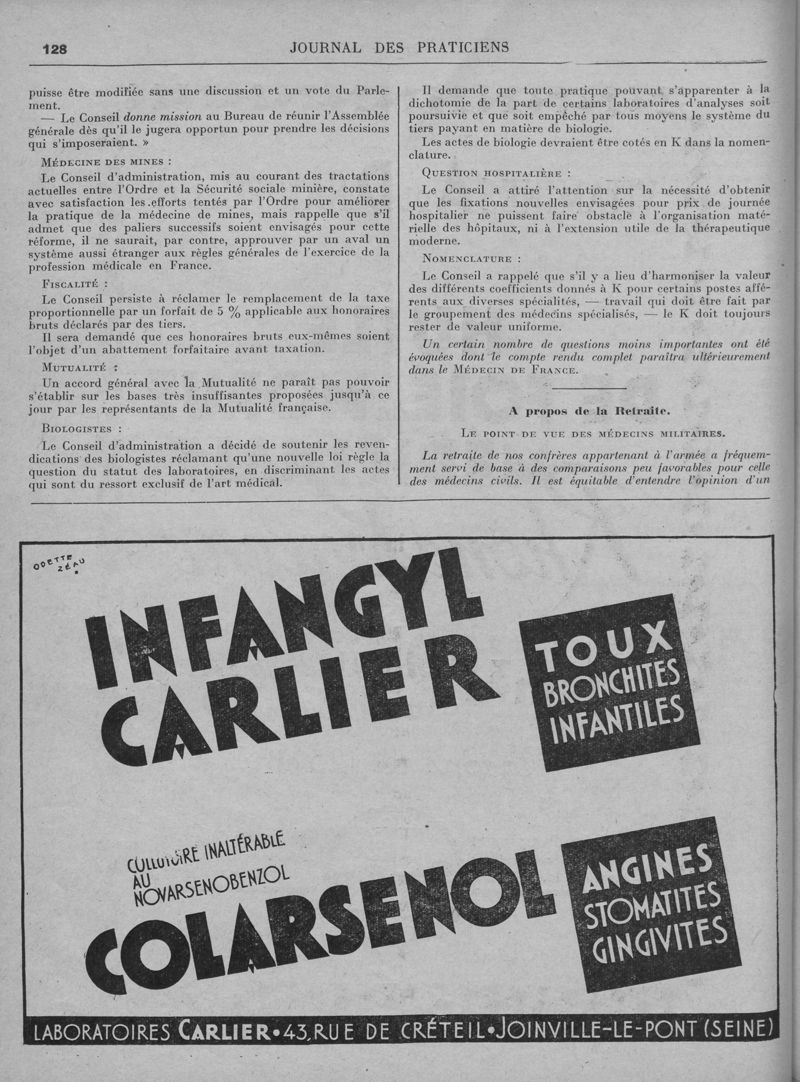 128
JOURNAL DES PRATICIENS
puisse être modifiée sans une discussion et un vote du Parle-
ment.
— Le Conseil donne mission au Bureau de réunir l'Assemblée
générale dès qu'il le jugera opportun pour prendre les décisions
qui s'imposeraient. »
MÉDECINE DES MINES :
Le Conseil d'administration, mis au courant des tractations
actuelles entre l'Ordre et la Sécurité sociale minière, constate
avec satisfaction les efforts tentés par l'Ordre pour améliorer
la pratique de la médecine de mines, mais rappelle que s'il
admet que des paliers successifs soient envisagés pour cette
réforme, il ne saurait, par contre, approuver par un aval un
système aussi étranger aux règles générales de l'exercice de la
profession médicale en France.
FISCALITÉ :
Le Conseil persiste à réclamer le remplacement de la taxe
proportionnelle par un forfait de 5 % applicable aux honoraires
bruts déclarés par des tiers.
Il sera demandé que ces honoraires bruts eux-mêmes soient
l'objet d'un abattement forfaitaire avant taxation.
MUTUALITÉ :
Un accord général avec la Mutualité ne paraît pas pouvoir
s'établir sur les bases très insuffisantes proposées jusqu'à ce
jour par les représentants de la Mutualité française.
BIOLOGISTES :
Le Conseil d'administration a décidé de soutenir les reven-
dications des biologistes réclamant qu'une nouvelle loi règle la
question du statut des laboratoires, en discriminant les actes
qui sont du ressort exclusif de l'art médical.
Il demande que toute pratique pouvant s'apparenter à la
dichotomie de la part de certains laboratoires d'analyses soit
poursuivie et que soit empêché par tous moyens le système du
tiers payant en matière de biologie.
Les actes de biologie devraient être cotés en K dans la nomen-
clature.
QUESTION HOSPITALIÈRE :
Le Conseil a attiré l'attention sur la nécessité d'obtenir
que les fixations nouvelles envisagées pour prix de journée
hospitalier ne puissent faire obstacle à l'organisation maté-
rielle des hôpitaux, ni à l'extension utile de la thérapeutique
moderne.
NOMENCLATURE :
Le Conseil a rappelé que s'il y a lieu d'harmoniser la valeur
des différents coefficients donnés à K pour certains postes affé-
rents aux diverses spécialités, — travail qui doit être fait par
le groupement des médecins spécialisés, — le K doit toujours
rester de valeur uniforme.
Un certain nombre de questions moins importantes ont été
évoquées dont le compte rendu complet paraîtra ultérieurement
dans le MÉDECIN DE FRANCE.
A propos de la Retraite.
LE POINT DE VUE DES MÉDECINS MILITAIRES.
La retraite de nos confrères appartenant à l'armée a fréquem-
ment servi de base à des comparaisons peu favorables pour celle
des médecins civils. Il est équitable d'entendre l'opinion d'un
ODETTE
ZÉAU
INFANGYL
CARLIER
TOUX
BRONCHITES
INFANTILES
COLLUTOIRE INALTÉRABLE
AU
NOVARSENOBENZOL
COLARSENOL
ANGINES
STOMATITES
GINGIVITES
LABORATOIRES CARLIER•43, RUE DE CRÉTEIL•JOINVILLE-LE-PONT (SEINE)